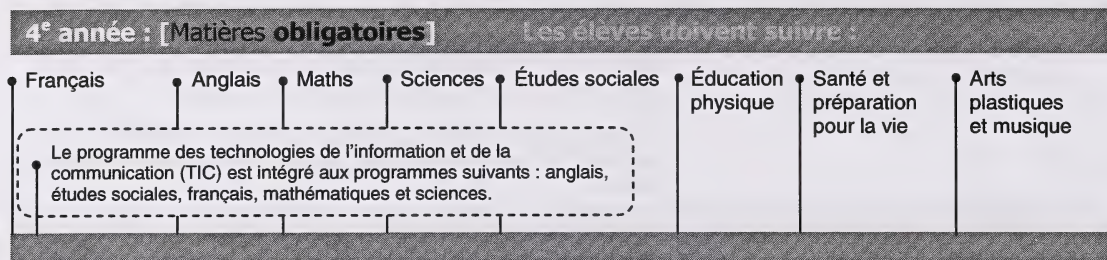 4e année : [Matières obligatoires] Les élèves doivent suivre :
Français
Anglais
Maths
Sciences
Études sociales
Éducation
physique
Santé et
préparation
pour la vie
Arts
plastiques
et musique
Le programme des technologies de l'information et de la
communication (TIC) est intégré aux programmes suivants : anglais,
études sociales, français, mathématiques et sciences.